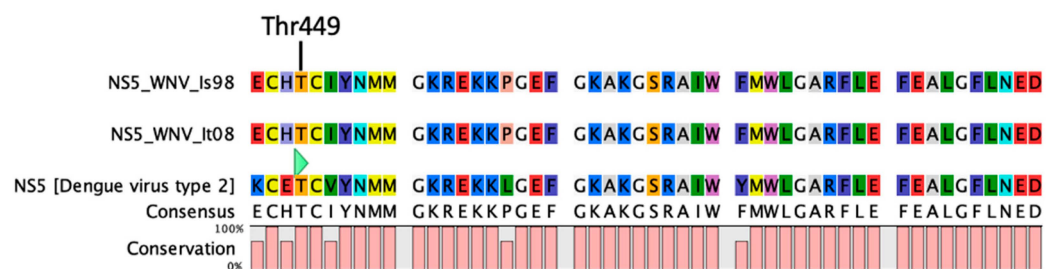 Thr449
NS5_WNV_Is98 ECHTCIYNMM GKREKKPGEF GKAKGSRAIW FMWLGARFLE FEALGFLNED
NS5_WNV_It08 ECHTCIYNMM GKREKKPGEF GKAKGSRAIW FMWLGARFLE FEALGFLNED
NS5 [Dengue virus type 2] KCETCVYNMM GKREKKLGEF GKAKGSRAIW YMWLGARFLE FEALGFLNED
Consensus ECHTCIYNMM GKREKKPGEF GKAKGSRAIW FMWLGARFLE FEALGFLNED
100%
Conservation
0%